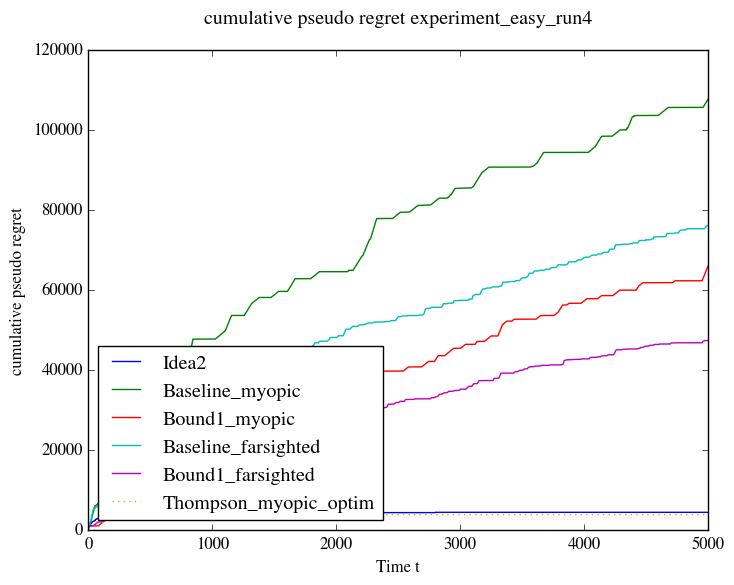 cumulative pseudo regret experiment_easy_run4
120000
100000
80000
60000
40000
20000
0
cumulative pseudo regret
Idea2
Baseline_myopic
Bound1_myopic
Baseline_farsighted
Bound1_farsighted
Thompson_myopic_optim
0 1000 2000 3000 4000 5000
Time t